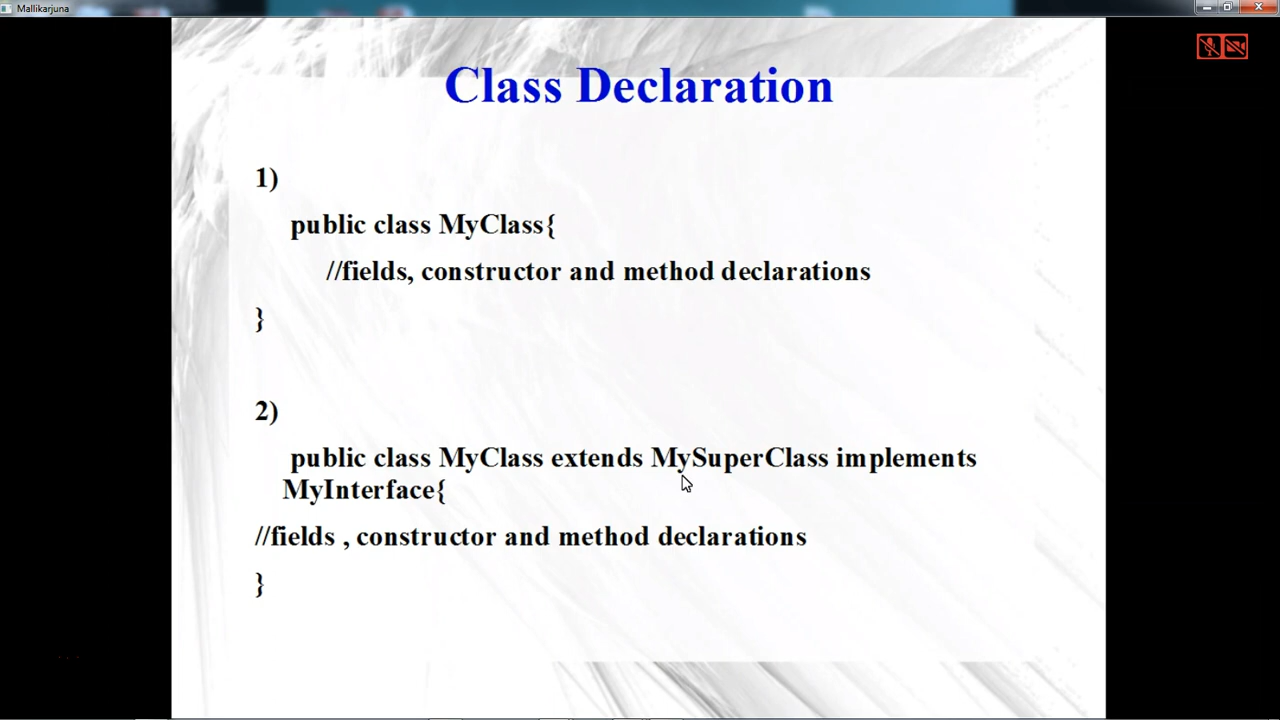 Mallikarjuna
Class Declaration
1)
public class MyClass{
//fields, constructor and method declarations
}
2)
public class MyClass extends MySuperClass implements
MyInterface{
//fields , constructor and method declarations
}